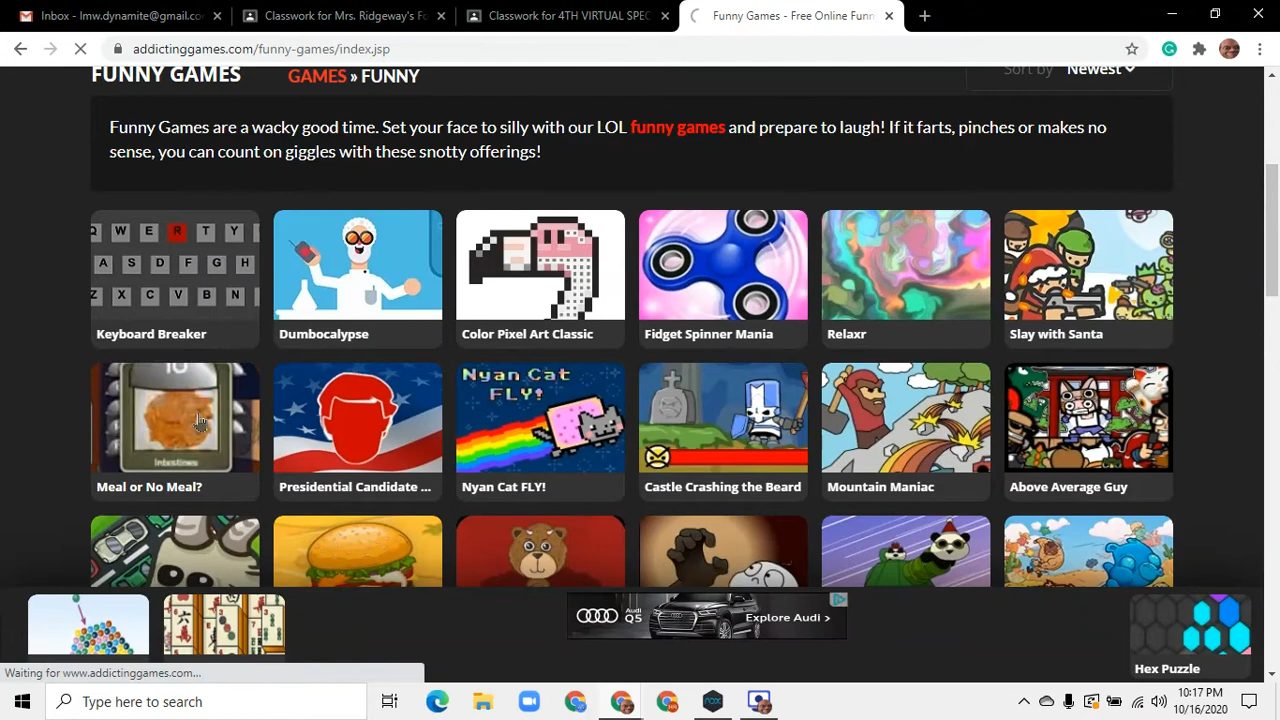 Inbox - lmw.dynamite@gmail.co
Classwork for Mrs. Ridgeway's Fo
Classwork for 4TH VIRTUAL SPEC
Funny Games - Free Online Funn
addictinggames.com/funny-games/index.jsp
FUNNY GAMES
GAMES » FUNNY
Sort by
Newest
Funny Games are a wacky good time. Set your face to silly with our LOL funny games and prepare to laugh! If it farts, pinches or makes no
sense, you can count on giggles with these snotty offerings!
Q W E R T Y
A S D F G H
Z X C V B N
Keyboard Breaker
Dumbocalypse
Color Pixel Art Classic
Fidget Spinner Mania
Relaxr
Slay with Santa
10
Intestines
Nyan Cat
FLY!
Meal or No Meal?
Presidential Candidate ...
Nyan Cat FLY!
Castle Crashing the Beard
Mountain Maniac
Above Average Guy
Audi
Q5
Explore Audi >
Hex Puzzle
Waiting for www.addictinggames.com...
Type here to search
10:17 PM
10/16/2020